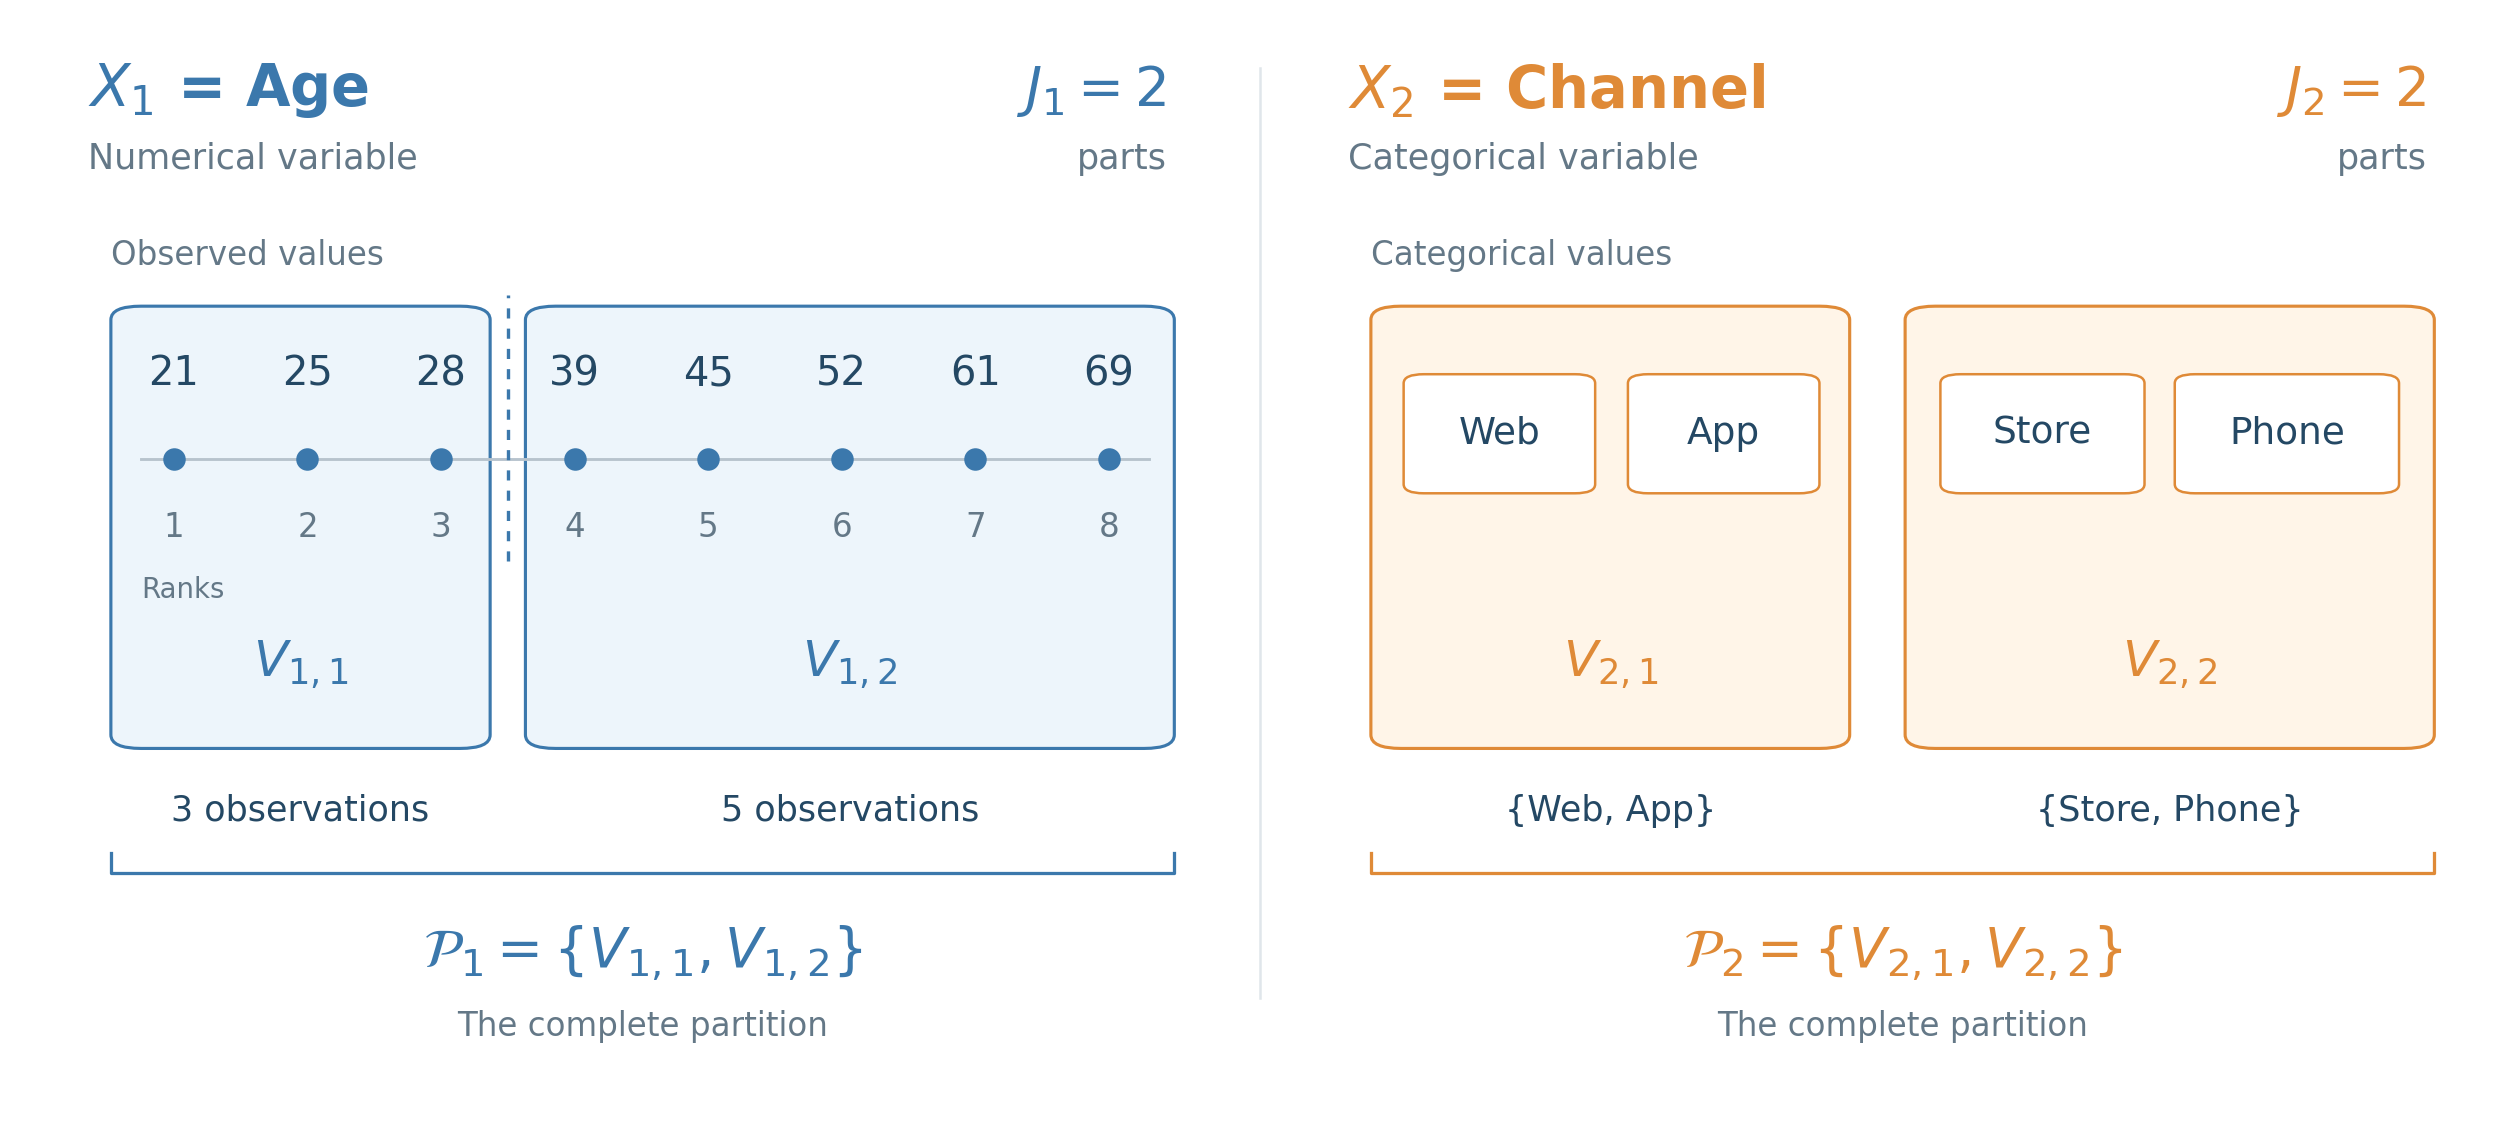 X₁ = Age
J₁ = 2
Numerical variable
parts
Observed values
21 25 28 39 45 52 61 69
1 2 3 4 5 6 7 8
Ranks
V₁,₁
V₁,₂
3 observations
5 observations
𝒫₁ = {V₁,₁, V₁,₂}
The complete partition
X₂ = Channel
J₂ = 2
Categorical variable
parts
Categorical values
Web
App
Store
Phone
V₂,₁
V₂,₂
{Web, App}
{Store, Phone}
𝒫₂ = {V₂,₁, V₂,₂}
The complete partition